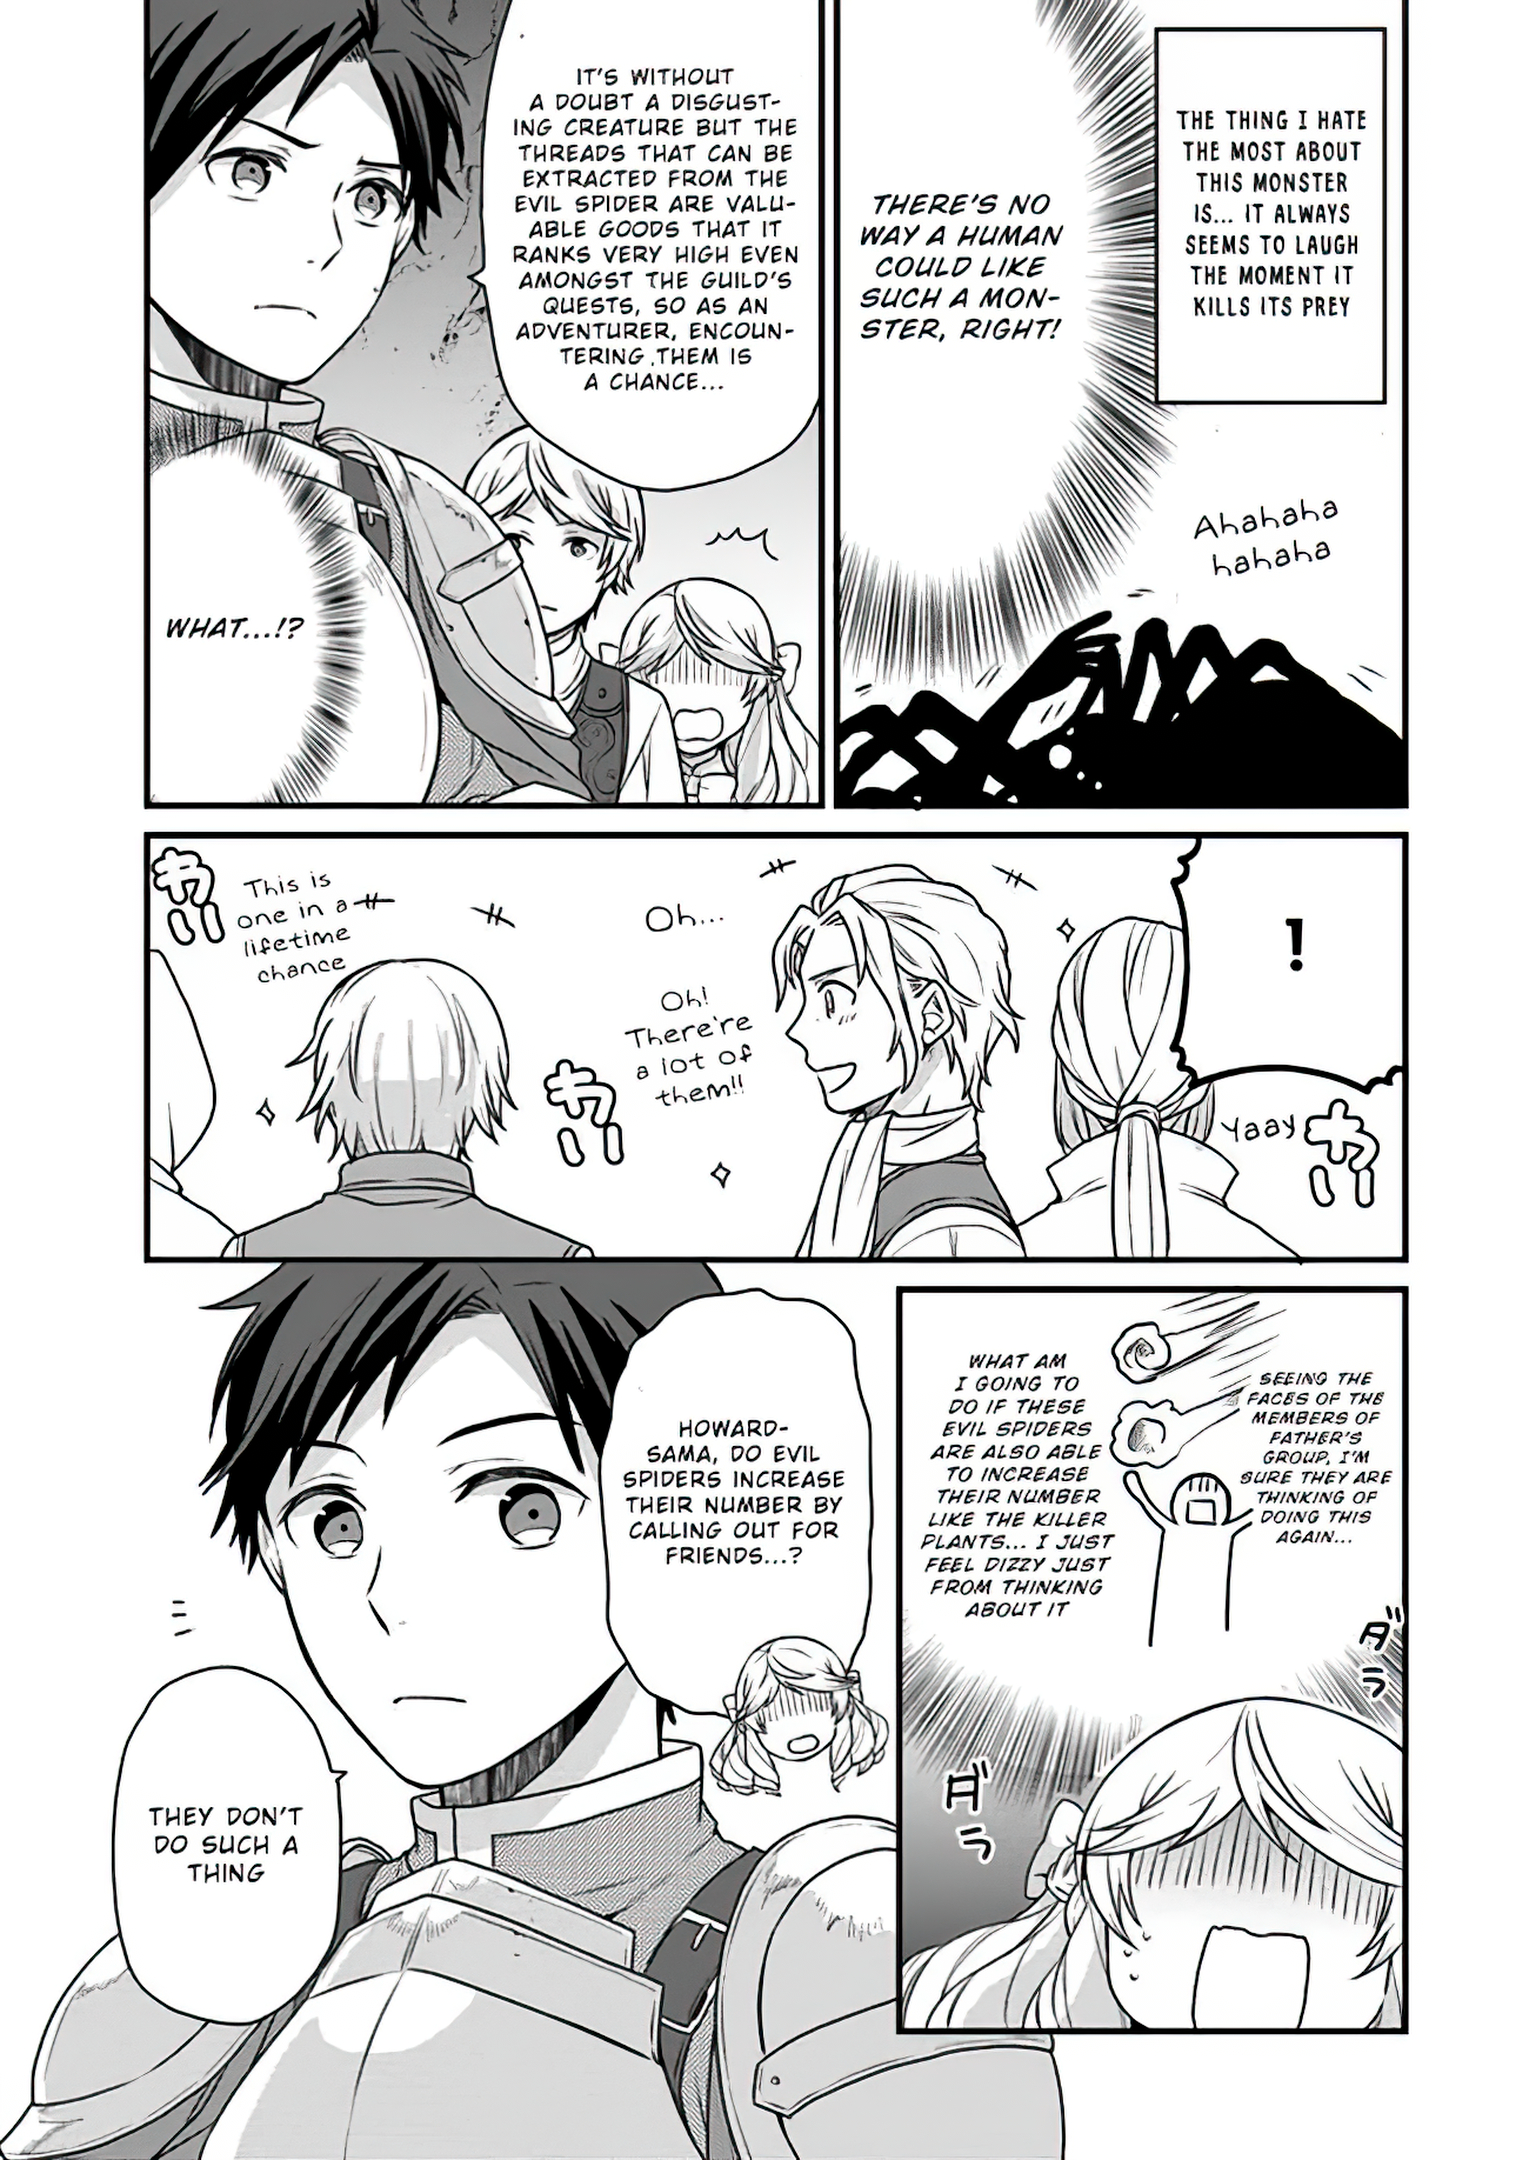 THE THING I HATE
THE MOST ABOUT
THIS MONSTER
IS... IT ALWAYS
SEEMS TO LAUGH
THE MOMENT IT
KILLS ITS PREY
THERE'S NO
WAY A HUMAN
COULD LIKE
SUCH A MON-
STER, RIGHT!
Ahahaha
hahaha
IT'S WITHOUT
A DOUBT A DISGUST-
ING CREATURE BUT THE
THREADS THAT CAN BE
EXTRACTED FROM THE
EVIL SPIDER ARE VALU-
ABLE GOODS THAT IT
RANKS VERY HIGH EVEN
AMONGST THE GUILD'S
QUESTS, SO AS AN
ADVENTURER, ENCOUN-
TERING THEM IS
A CHANCE...
WHAT...!?
!
Yaay
わい
Oh...
Oh!
There're
a lot of
them!!
わい
This is
one in a
lifetime
chance
わい
SEEING THE
FACES OF THE
MEMBERS OF
FATHER'S
GROUP, I'M
SURE THEY ARE
THINKING OF
DOING THIS
AGAIN...
WHAT AM
I GOING TO
DO IF THESE
EVIL SPIDERS
ARE ALSO ABLE
TO INCREASE
THEIR NUMBER
LIKE THE KILLER
PLANTS... I JUST
FEEL DIZZY JUST
FROM THINKING
ABOUT IT
ダラ
ダラ
HOWARD-
SAMA, DO EVIL
SPIDERS INCREASE
THEIR NUMBER BY
CALLING OUT FOR
FRIENDS...?
THEY DON'T
DO SUCH A
THING